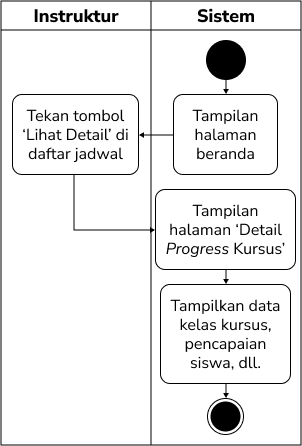 Instruktur
Sistem
Tampilan
halaman
beranda
Tekan tombol
‘Lihat Detail’ di
daftar jadwal
Tampilan
halaman ‘Detail
Progress Kursus’
Tampilkan data
kelas kursus,
pencapaian
siswa, dll.